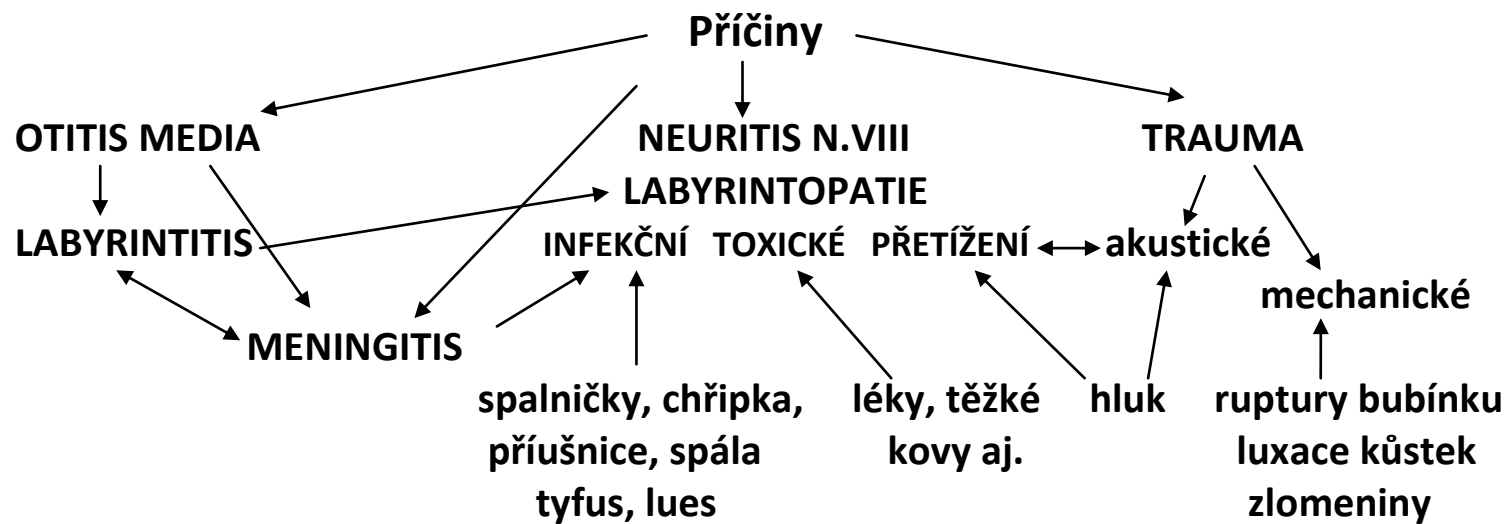 Příčiny
OTITIS MEDIA NEURITIS N.VIII TRAUMA
LABYRINTOPATIE
LABYRINTITIS INFEKČNÍ TOXICKÉ PŘETÍŽENÍ akustické
mechanické
MENINGITIS
spalničky, chřipka, léky, těžké hluk ruptury bubínku
příušnice, spála kovy aj. luxace kůstek
tyfus, lues zlomeniny